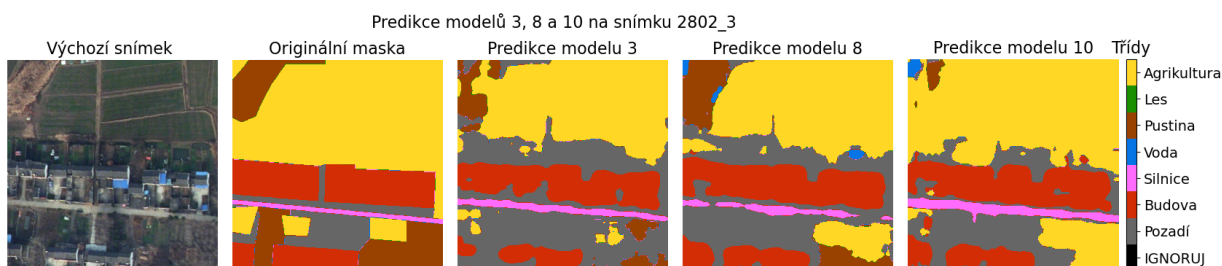 Predikce modelů 3, 8 a 10 na snímku 2802_3
Výchozí snímek
Originální maska
Predikce modelu 3
Predikce modelu 8
Predikce modelu 10
Třídy
Agrikultura
Les
Pustina
Voda
Silnice
Budova
Pozadí
IGNORUJ